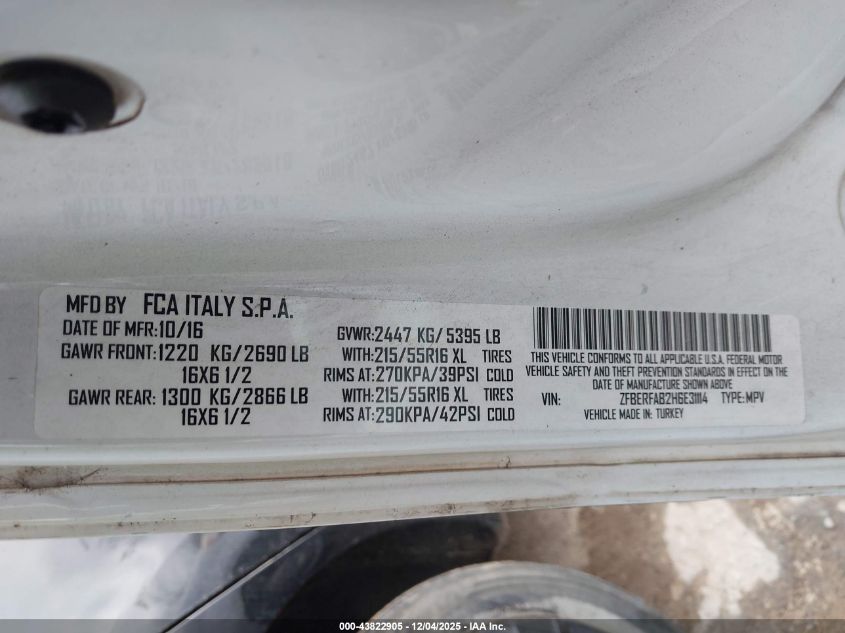 MFD BY FCA ITALY S.P.A.
DATE OF MFR:10/16
GAWR FRONT:1220 KG/2690 LB
16X6 1/2
GAWR REAR: 1300 KG/2866 LB
16X6 1/2
GVWR:2447 KG/5395 LB
WITH:215/55R16 XL TIRES
RIMS AT:270KPA/39PSI COLD
WITH:215/55R16 XL TIRES
RIMS AT:290KPA/42PSI COLD
THIS VEHICLE CONFORMS TO ALL APPLICABLE U.S.A. FEDERAL MOTOR
VEHICLE SAFETY AND THEFT PREVENTION STANDARDS IN EFFECT ON THE
DATE OF MANUFACTURE SHOWN ABOVE
VIN: ZFBERFAB2H6E31114 TYPE:MPV
VEHICLE MADE IN: TURKEY
000-43822905 - 12/04/2025 - IAA Inc.